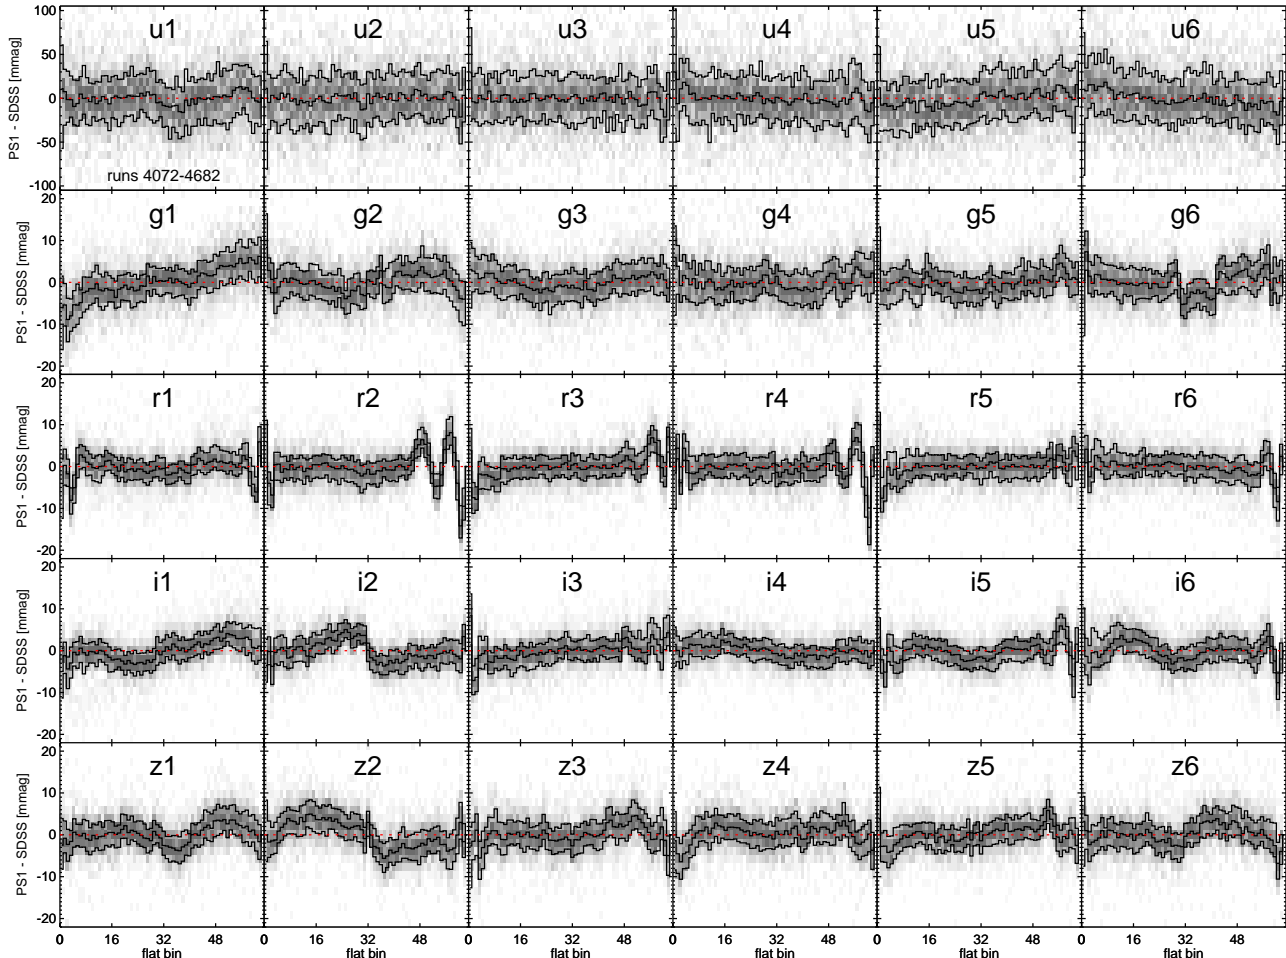 u1 u2 u3 u4 u5 u6
PS1 - SDSS [mmag]
100
50
0
-50
-100
runs 4072-4682
g1 g2 g3 g4 g5 g6
PS1 - SDSS [mmag]
20
10
0
-10
-20
r1 r2 r3 r4 r5 r6
PS1 - SDSS [mmag]
20
10
0
-10
-20
i1 i2 i3 i4 i5 i6
PS1 - SDSS [mmag]
20
10
0
-10
-20
z1 z2 z3 z4 z5 z6
PS1 - SDSS [mmag]
20
10
0
-10
-20
0 16 32 48 0 16 32 48 0 16 32 48 0 16 32 48 0 16 32 48 0 16 32 48
flat bin flat bin flat bin flat bin flat bin flat bin